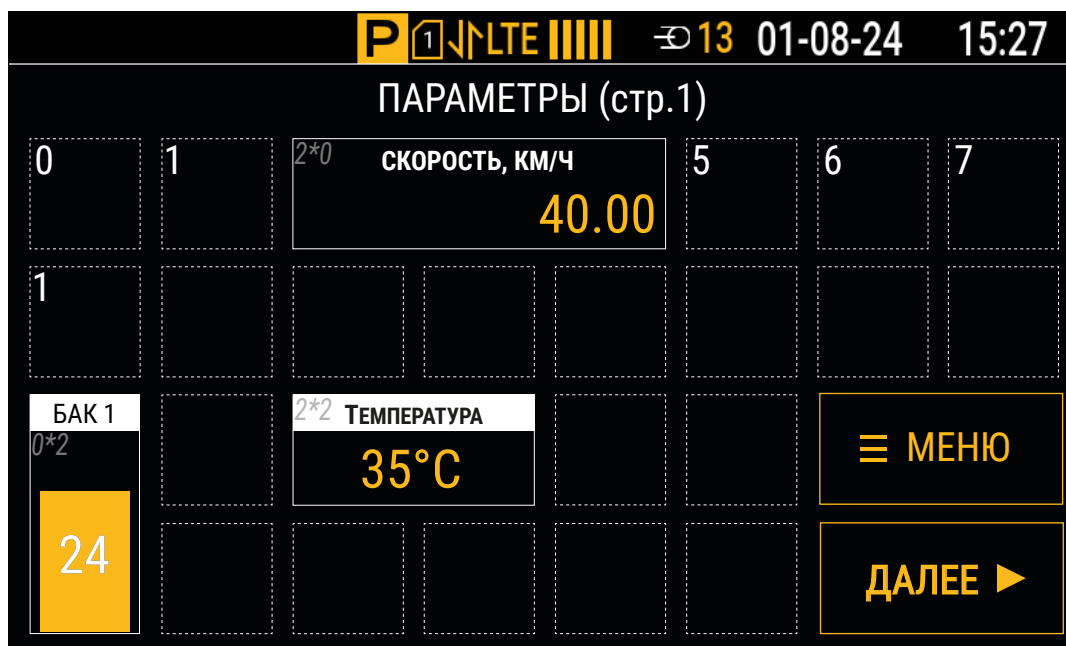 P 1 LTE 13 01-08-24 15:27
ПАРАМЕТРЫ (стр.1)
0 1 2*0 СКОРОСТЬ, КМ/Ч 5 6 7
40.00
1
БАК 1 2*2 ТЕМПЕРАТУРА
0*2
35°C
☰ МЕНЮ
24
ДАЛЕЕ ▶